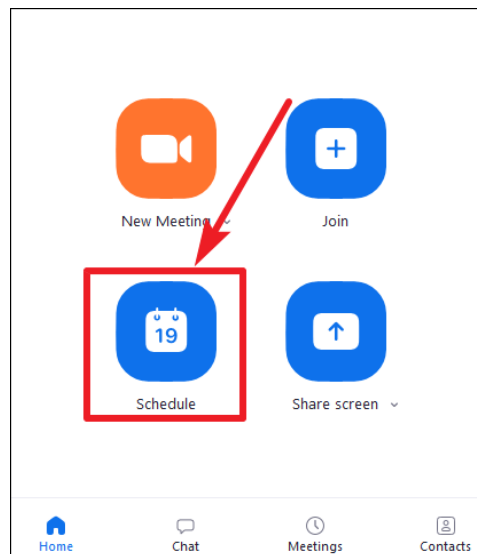 New Meeting
Join
19
Schedule
Share screen
Home
Chat
Meetings
Contacts